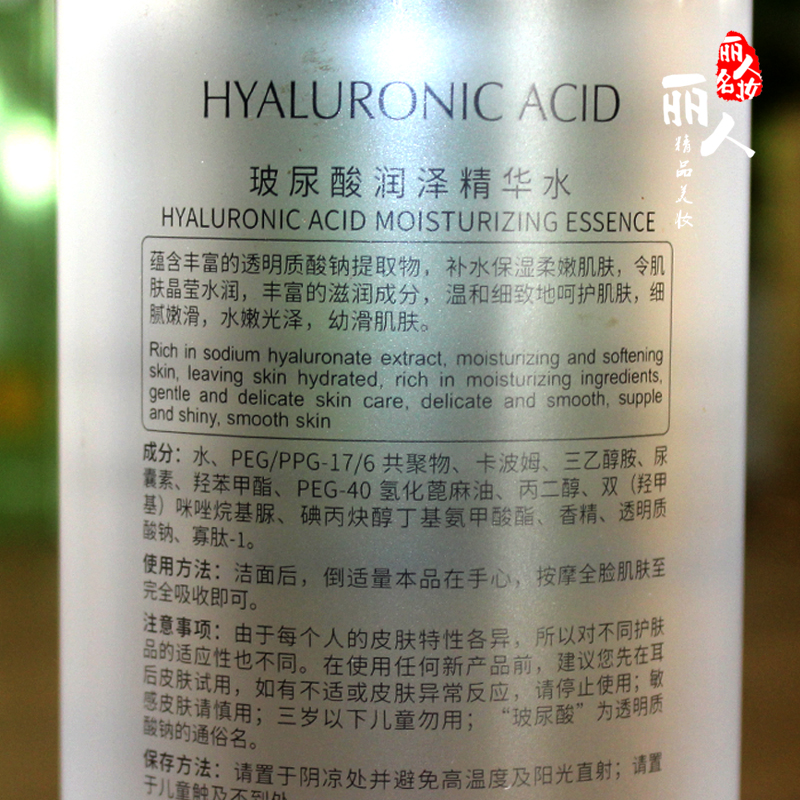 丽人
名妆
丽人
精品美妆
HYALURONIC ACID
玻尿酸润泽精华水
HYALURONIC ACID MOISTURIZING ESSENCE
蕴含丰富的透明质酸钠提取物，补水保湿柔嫩肌肤，令肌
肤晶莹水润，丰富的滋润成分，温和细致地呵护肌肤，细
腻嫩滑，水嫩光泽，幼滑肌肤。
Rich in sodium hyaluronate extract, moisturizing and softening
skin, leaving skin hydrated, rich in moisturizing ingredients,
gentle and delicate skin care, delicate and smooth, supple
and shiny, smooth skin
成分：水、PEG/PPG-17/6 共聚物、卡波姆、三乙醇胺、尿
囊素、羟苯甲酯、PEG-40 氢化蓖麻油、丙二醇、双（羟甲
基）咪唑烷基脲、碘丙炔醇丁基氨甲酸酯、香精、透明质
酸钠、寡肽-1。
使用方法：洁面后，倒适量本品在手心，按摩全脸肌肤至
完全吸收即可。
注意事项：由于每个人的皮肤特性各异，所以对不同护肤
品的适应性也不同。在使用任何新产品前，建议您先在耳
后皮肤试用，如有不适或皮肤异常反应，请停止使用；敏
感皮肤请慎用；三岁以下儿童勿用；“玻尿酸”为透明质
酸钠的通俗名。
保存方法：请置于阴凉处并避免高温度及阳光直射；请置
于儿童触及不到处